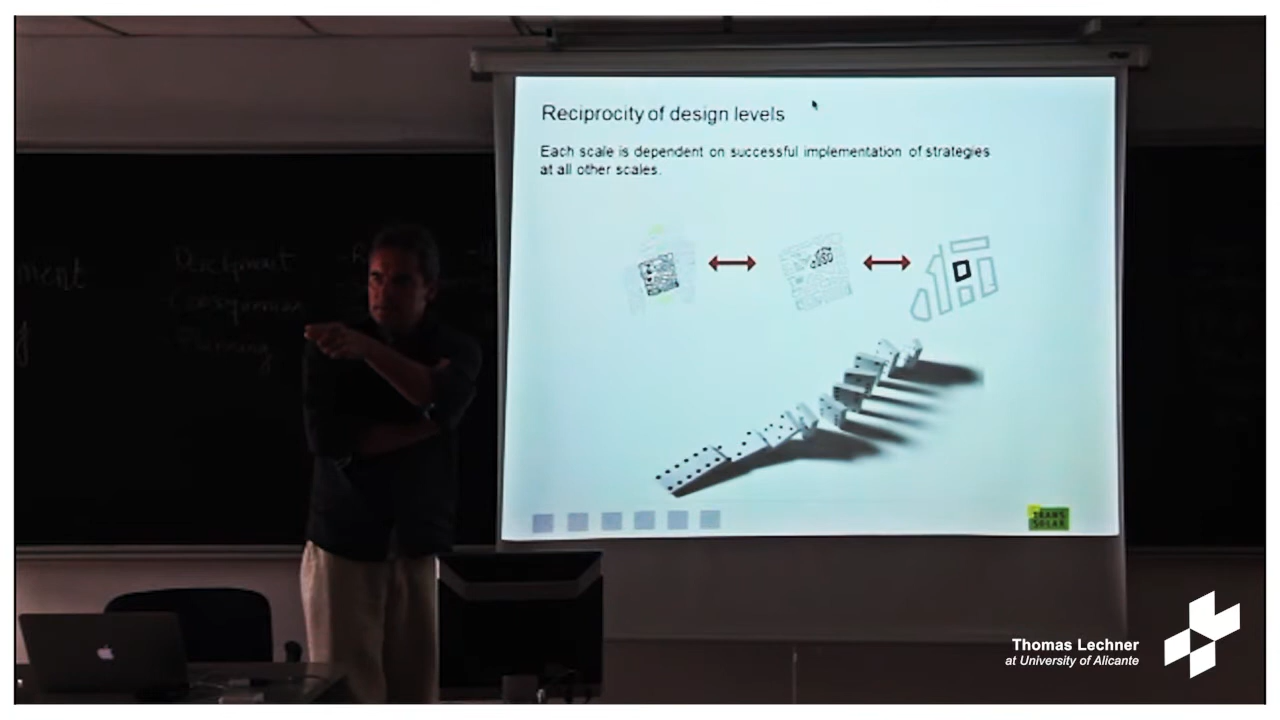 Reciprocity of design levels
Each scale is dependent on successful implementation of strategies
at all other scales.
TRANS
SOLAR
Thomas Lechner
at University of Alicante